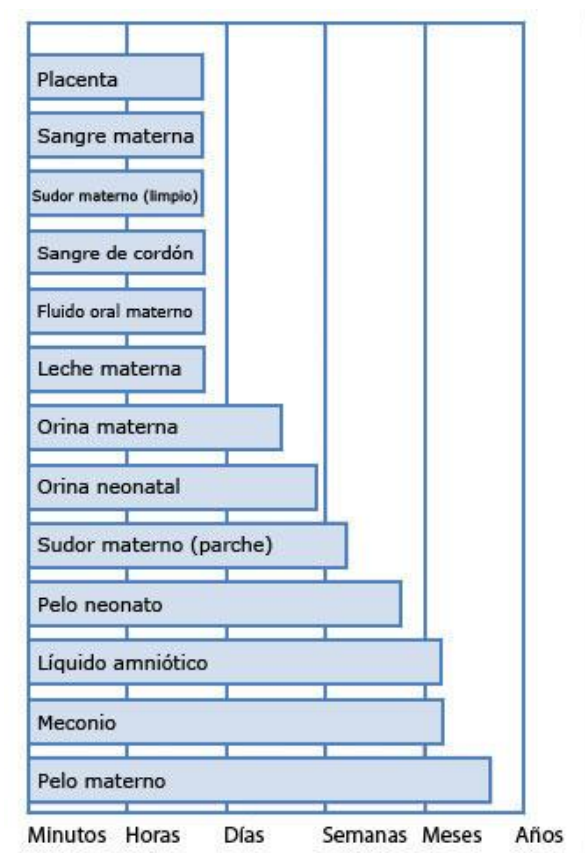 Placenta
Sangre materna
Sudor materno (limpio)
Sangre de cordón
Fluido oral materno
Leche materna
Orina materna
Orina neonatal
Sudor materno (parche)
Pelo neonato
Líquido amniótico
Meconio
Pelo materno
Minutos Horas Días Semanas Meses Años